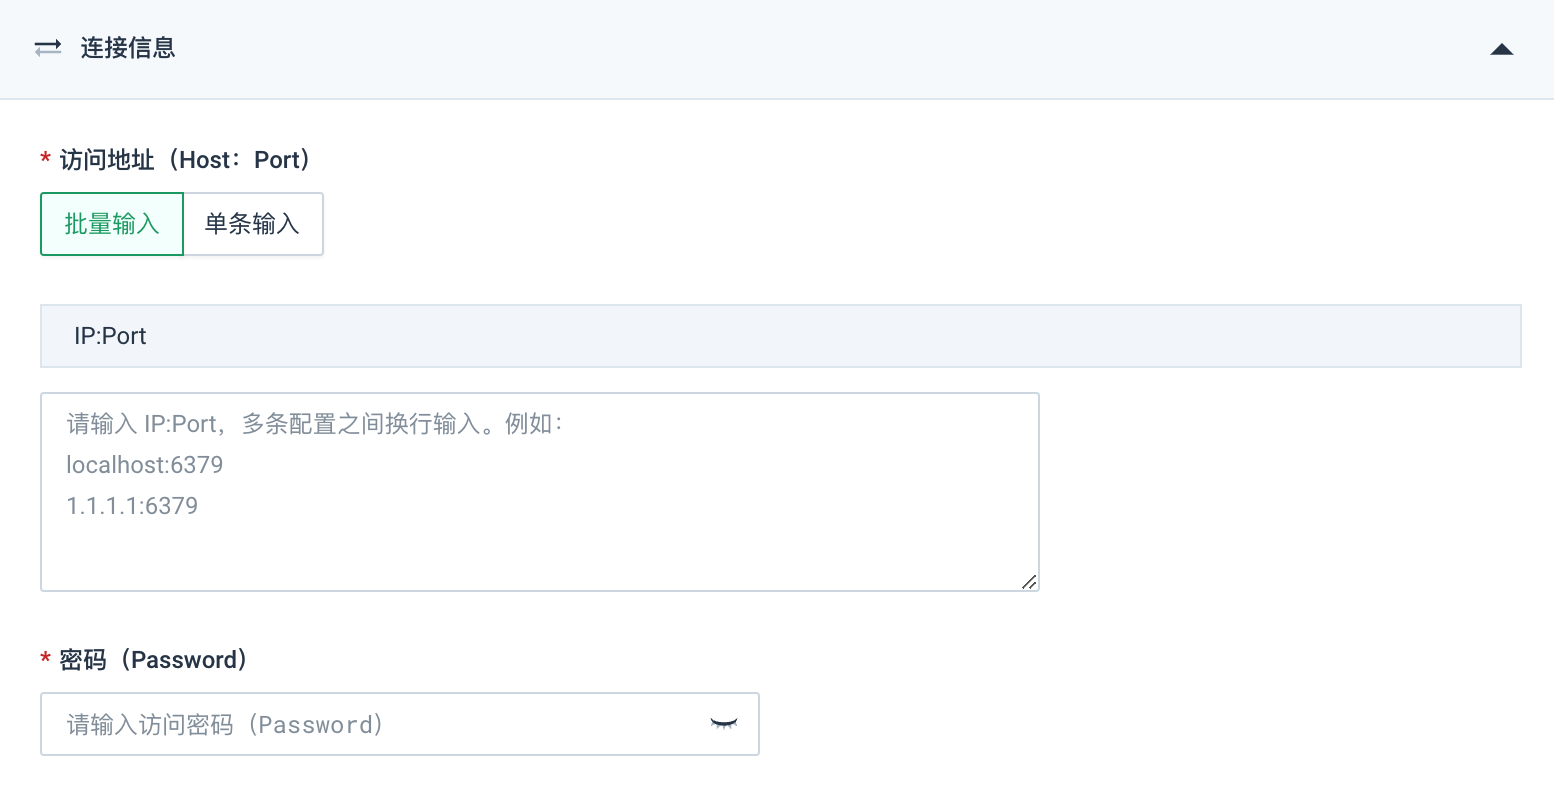 连接信息
* 访问地址（Host：Port）
批量输入 单条输入
IP:Port
请输入 IP:Port，多条配置之间换行输入。例如：
localhost:6379
1.1.1.1:6379
* 密码（Password）
请输入访问密码（Password）